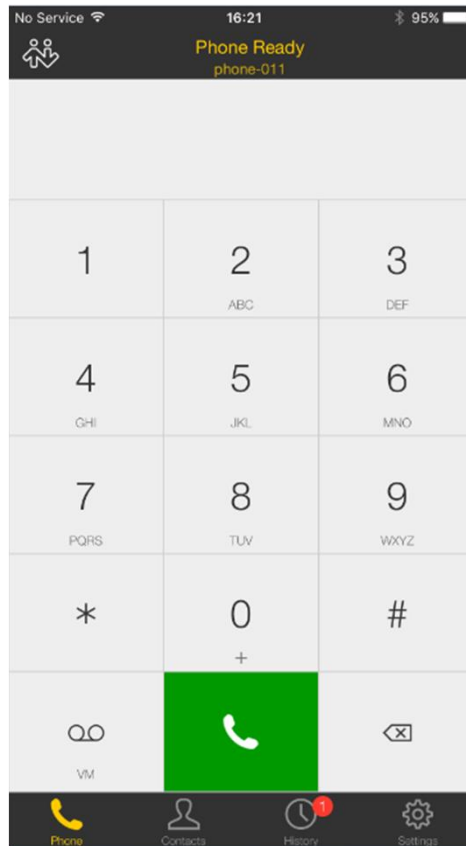 No Service 16:21 95%
Phone Ready
phone-011
1 2 3
ABC DEF
4 5 6
GHI JKL MNO
7 8 9
PQRS TUV WXYZ
* 0 #
+
VM
1
Phone Contacts History Settings